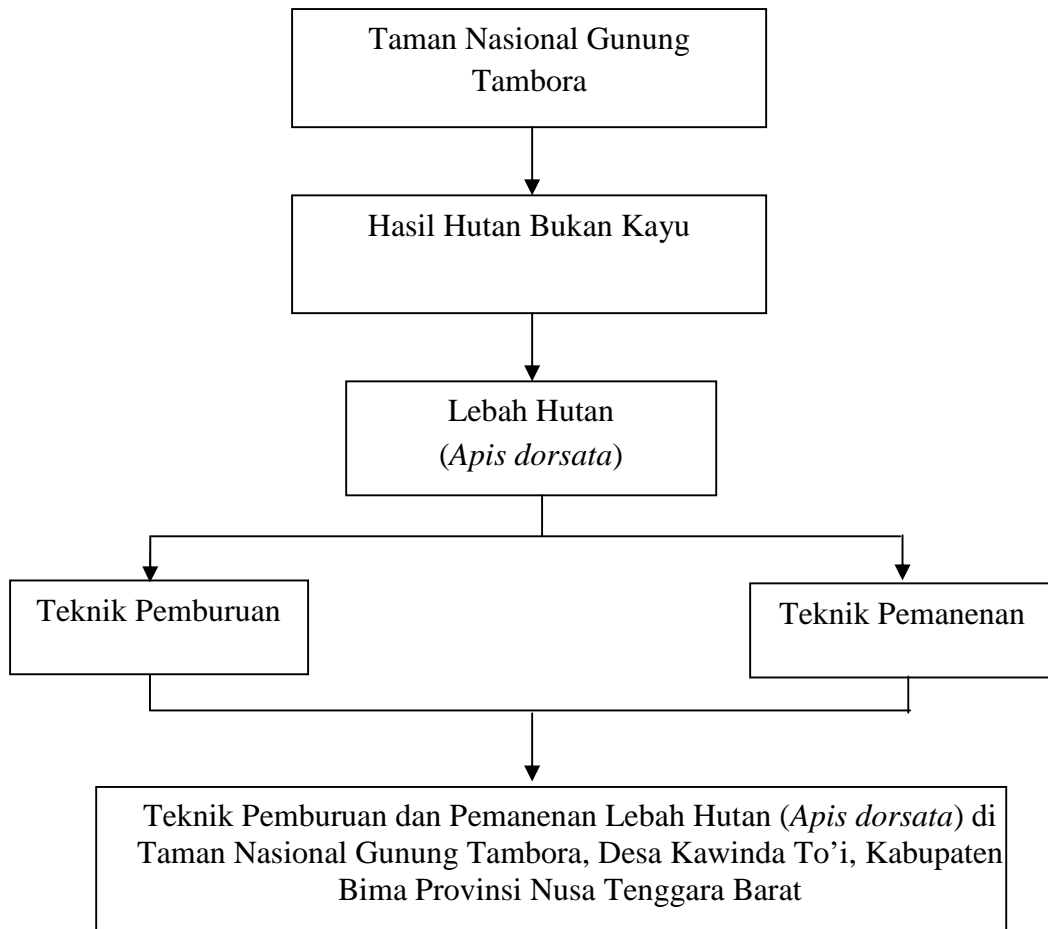 Taman Nasional Gunung
Tambora
Hasil Hutan Bukan Kayu
Lebah Hutan
(Apis dorsata)
Teknik Pemburuan
Teknik Pemanenan
Teknik Pemburuan dan Pemanenan Lebah Hutan (Apis dorsata) di
Taman Nasional Gunung Tambora, Desa Kawinda To’i, Kabupaten
Bima Provinsi Nusa Tenggara Barat